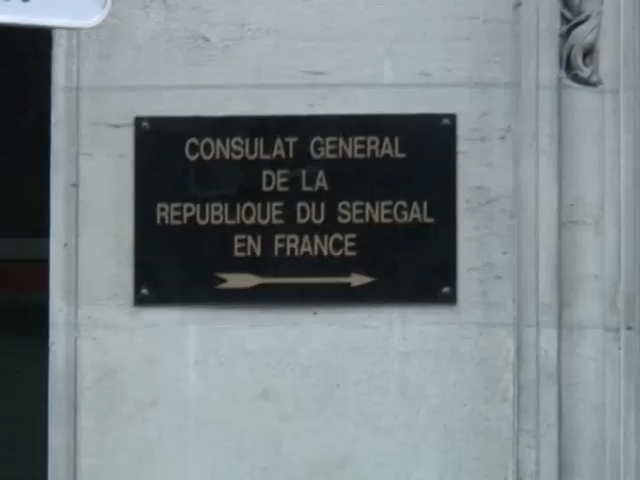 CONSULAT GENERAL
DE LA
REPUBLIQUE DU SENEGAL
EN FRANCE